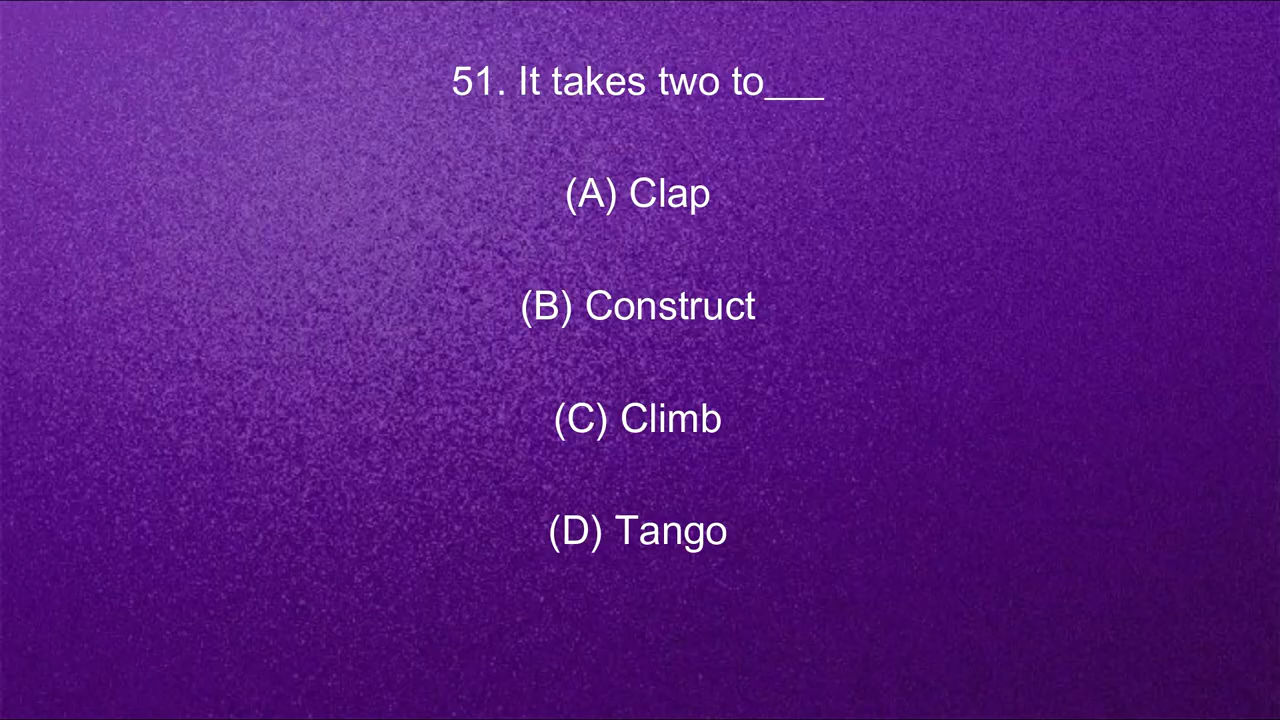 51. It takes two to___
(A) Clap
(B) Construct
(C) Climb
(D) Tango